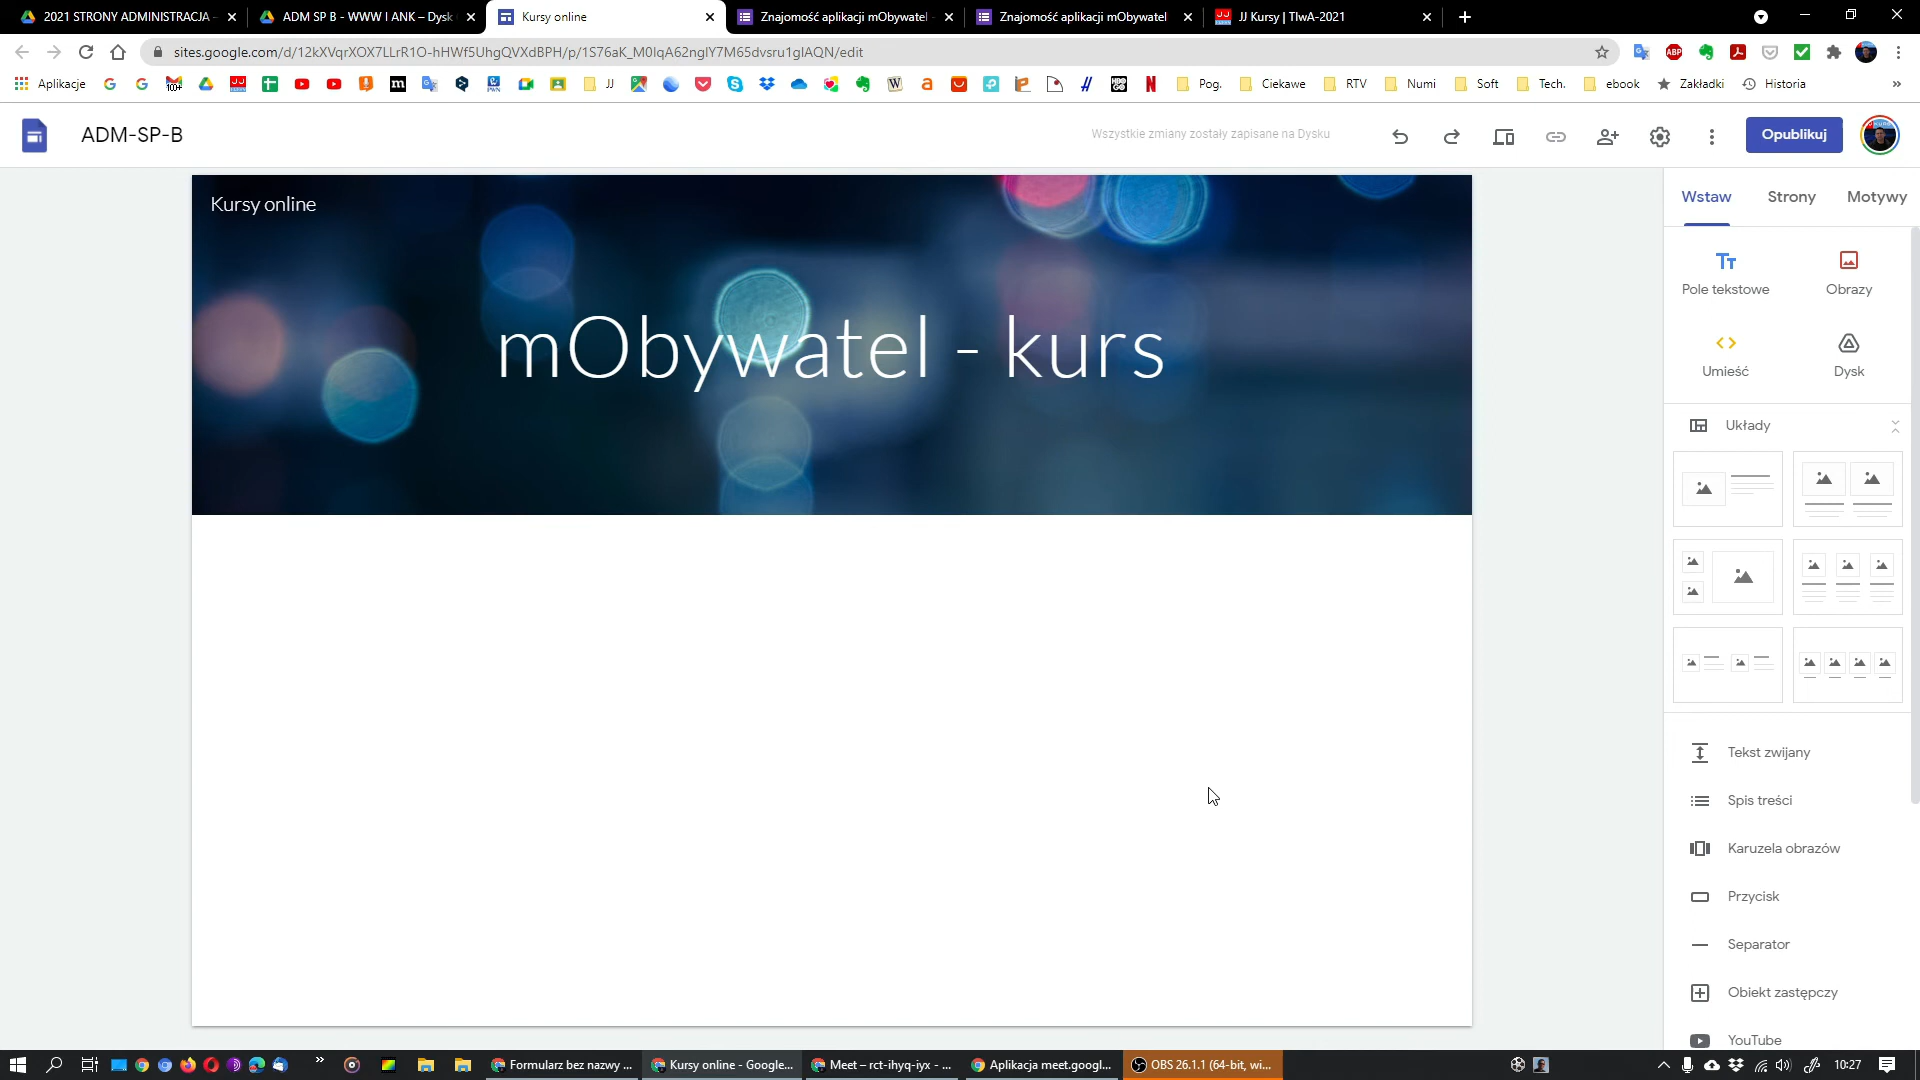 2021 STRONY ADMINISTRACJA -
ADM SP B - WWW I ANK – Dysk
Kursy online
Znajomość aplikacji mObywatel -
Znajomość aplikacji mObywatel
JJ Kursy | TIwA-2021
sites.google.com/d/12kXVqrXOX7LLrR1O-hHWf5UhgQVXdBPH/p/1S76aK_M0lqA62nglY7M65dvsru1glAQN/edit
Aplikacje
JJ
Pog.
Ciekawe
RTV
Numi
Soft
Tech.
ebook
Zakładki
Historia
ADM-SP-B
Wszystkie zmiany zostały zapisane na Dysku
Opublikuj
Kursy online
mObywatel - kurs
Wstaw
Strony
Motywy
Pole tekstowe
Obrazy
Umieść
Dysk
Układy
Tekst zwijany
Spis treści
Karuzela obrazów
Przycisk
Separator
Obiekt zastępczy
YouTube
Formularz bez nazwy ...
Kursy online - Google...
Meet – rct-ihyq-iyx - ...
Aplikacja meet.googl...
OBS 26.1.1 (64-bit, wi...
10:27